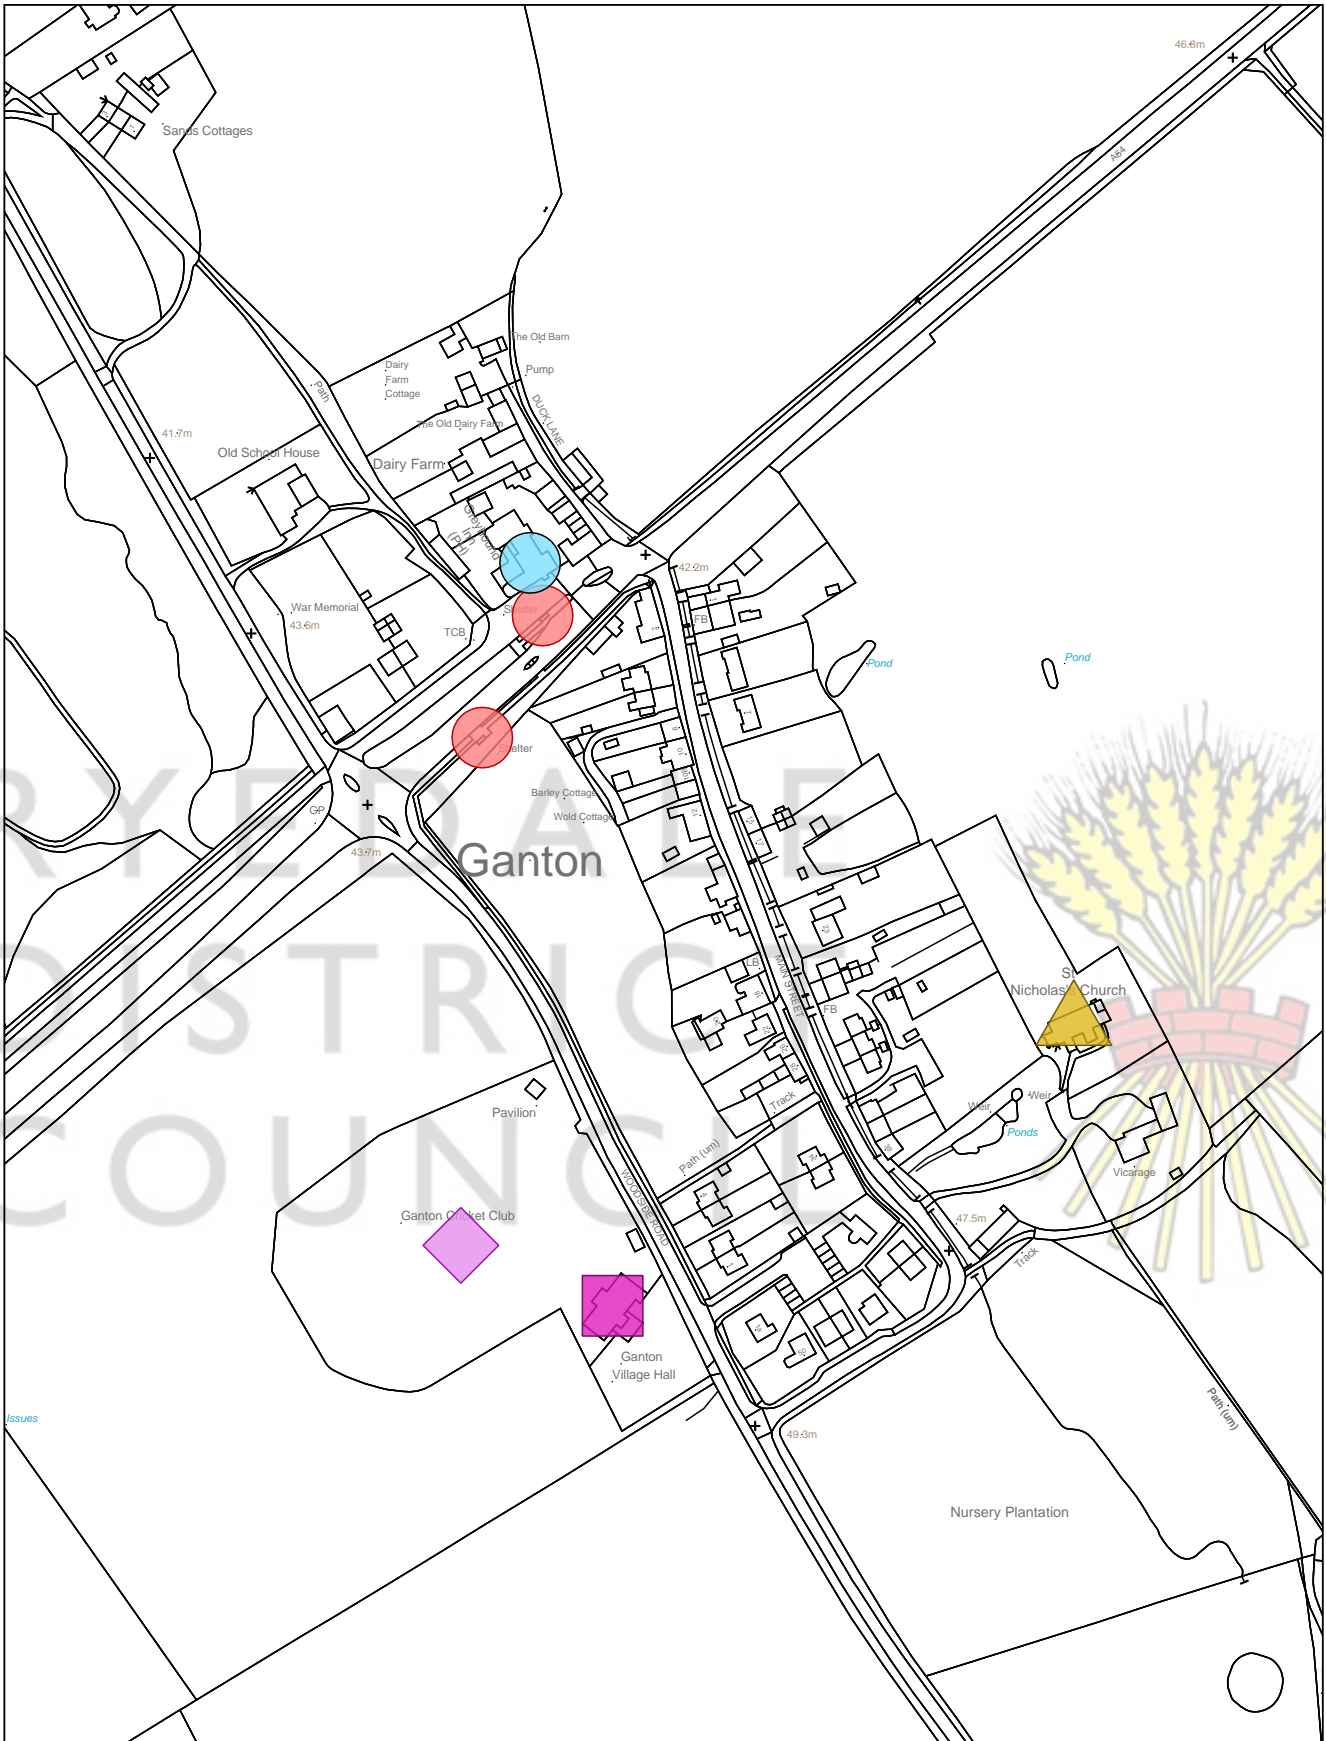 46.6m
A64
Sands Cottages
The Old Barn
Pump
Dairy
Farm
Cottage
Path
DUCK LANE
The Old Dairy Farm
41.7m
Old School House
Dairy Farm
Greyhound
Inn
(PH)
42.2m
War Memorial
43.6m
Shelter
TCB
FB
Pond
Pond
Shelter
Barley Cottage
Wold Cottage
GP
43.7m
Ganton
RYEDALE
DISTRICT
COUNCIL
LB
MAIN STREET
FB
St
Nicholas's Church
Pavilion
Track
Weir
Weir
Ponds
Path (um)
Vicarage
WOODSIDE ROAD
Ganton Cricket Club
47.5m
Track
Ganton
Village Hall
49.3m
Path (um)
Issues
Nursery Plantation